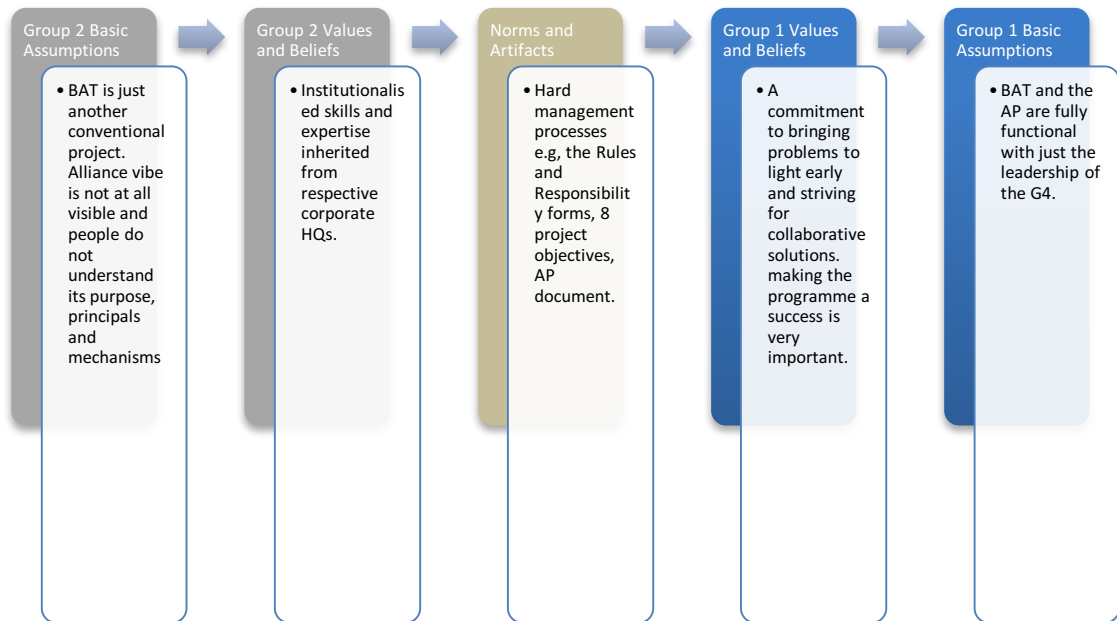 Group 2 Basic
Assumptions
• BAT is just
another
conventional
project.
Alliance vibe
is not at all
visible and
people do
not
understand
its purpose,
principals
and
mechanisms
Group 2 Values
and Beliefs
• Institutionalis
ed skills and
expertise
inherited
from
respective
corporate
HQs.
Norms and
Artifacts
• Hard
management
processes
e.g, the Rules
and
Responsibilit
y forms, 8
project
objectives,
AP
document.
Group 1 Values
and Beliefs
• A
commitment
to bringing
problems to
light early
and striving
for
collaborative
solutions.
making the
programme a
success is
very
important.
Group 1 Basic
Assumptions
• BAT and the
AP are fully
functional
with just the
leadership of
the G4.